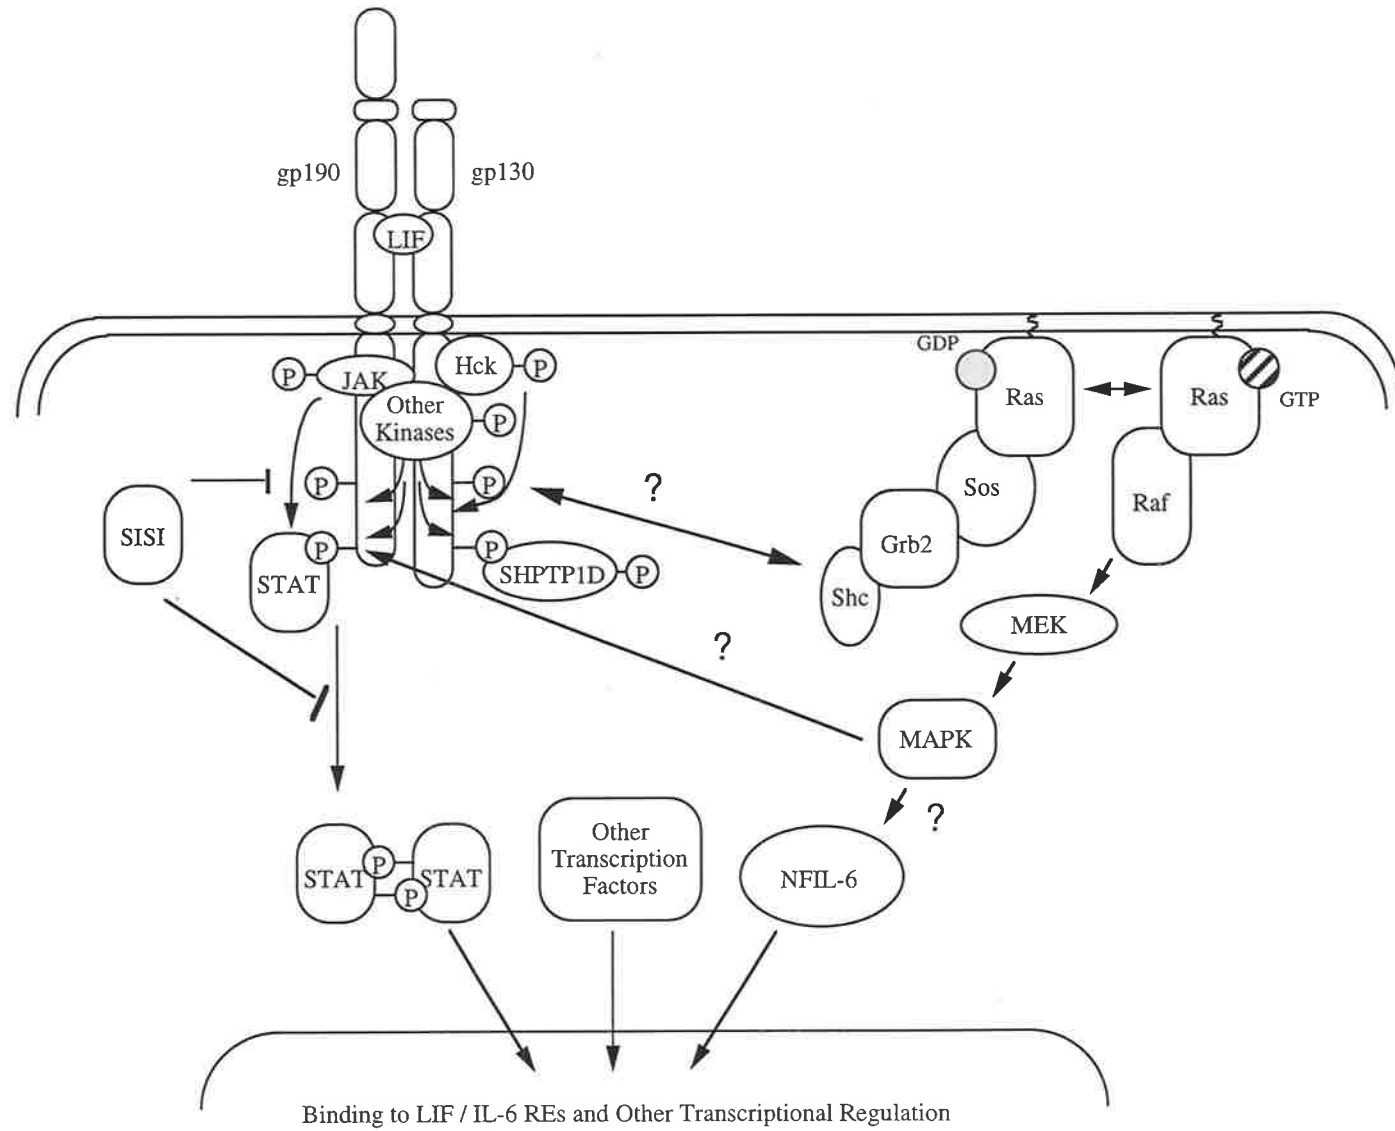 gp190
gp130
LIF
GDP
Hck
P
P
JAK
Ras
Ras
GTP
Other
Kinases
P
?
P
P
Sos
Raf
SISI
P
P
Grb2
STAT
SHPTP1D
P
Shc
MEK
?
MAPK
?
Other
Transcription
Factors
STAT
P
STAT
P
NFIL-6
Binding to LIF / IL-6 REs and Other Transcriptional Regulation